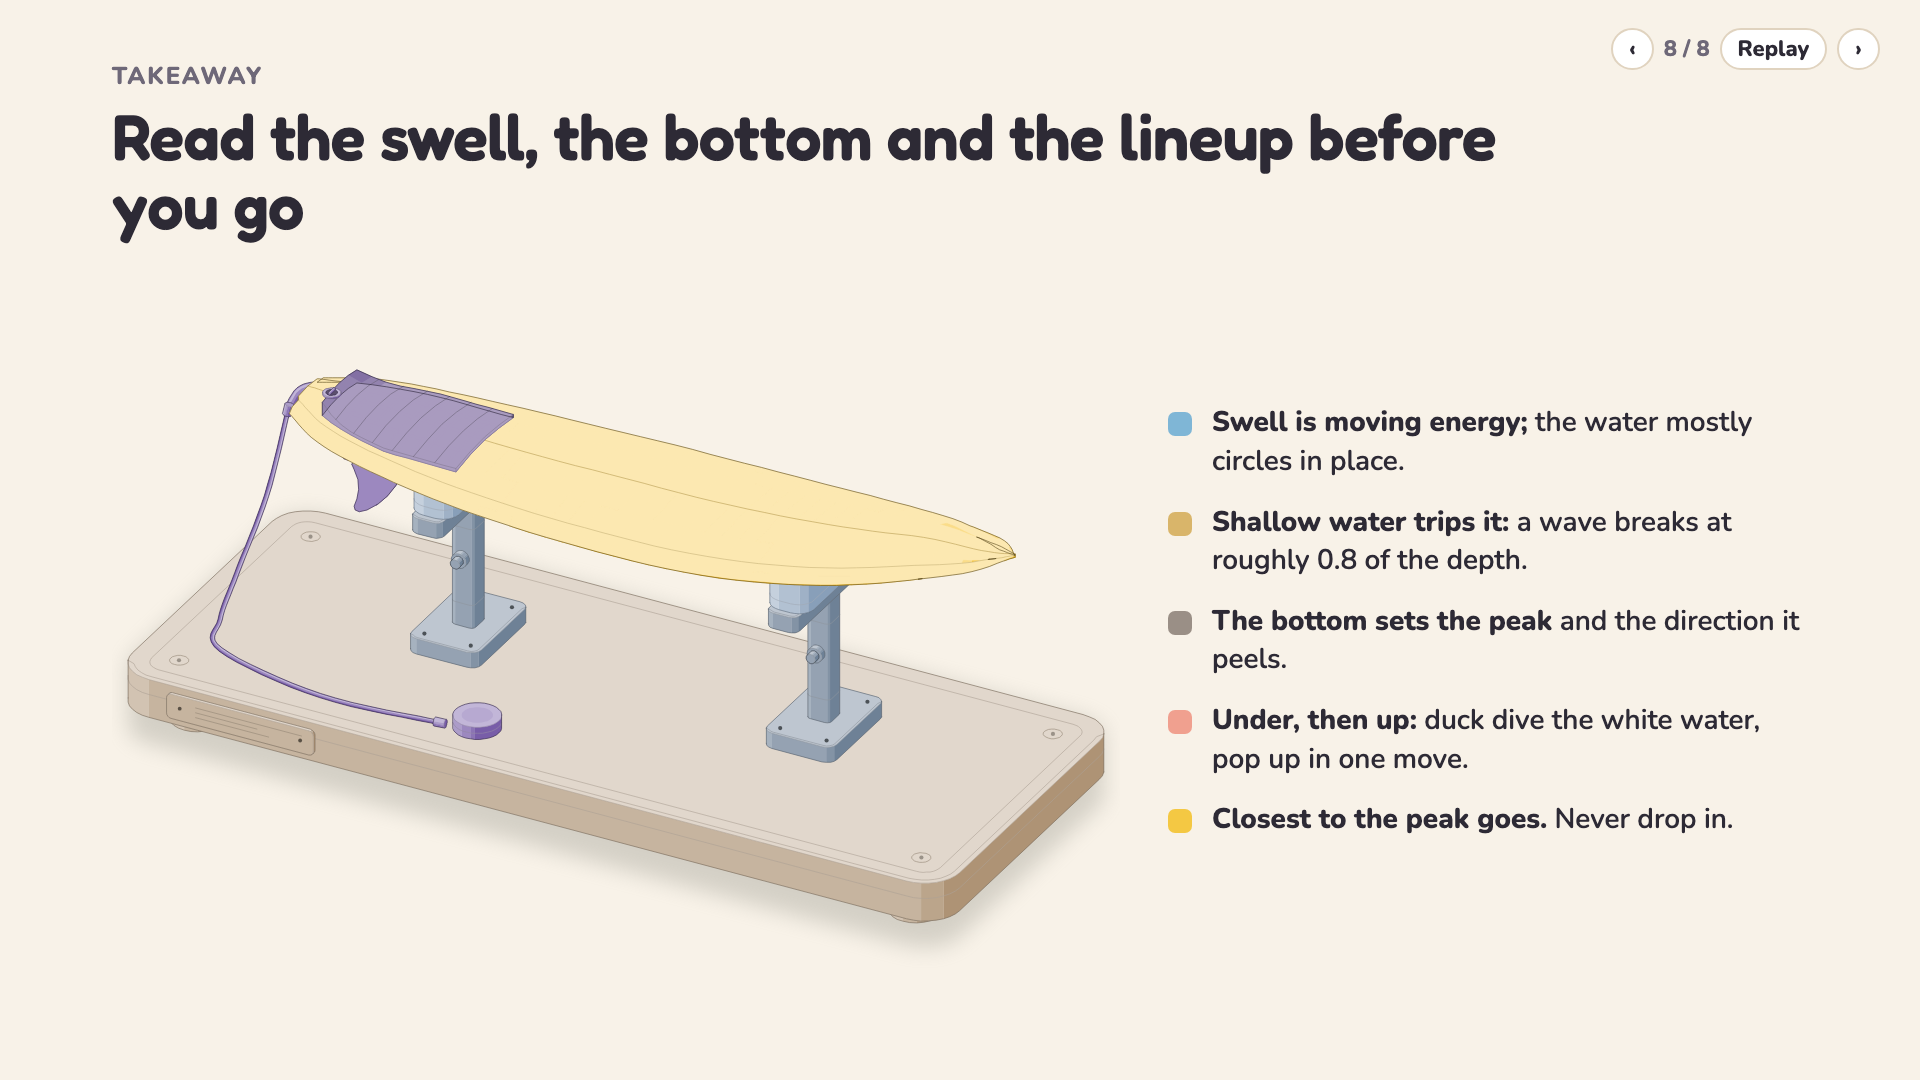 ‹ 8 / 8 Replay ›
TAKEAWAY
Read the swell, the bottom and the lineup before
you go
Swell is moving energy; the water mostly
circles in place.
Shallow water trips it: a wave breaks at
roughly 0.8 of the depth.
The bottom sets the peak and the direction it
peels.
Under, then up: duck dive the white water,
pop up in one move.
Closest to the peak goes. Never drop in.